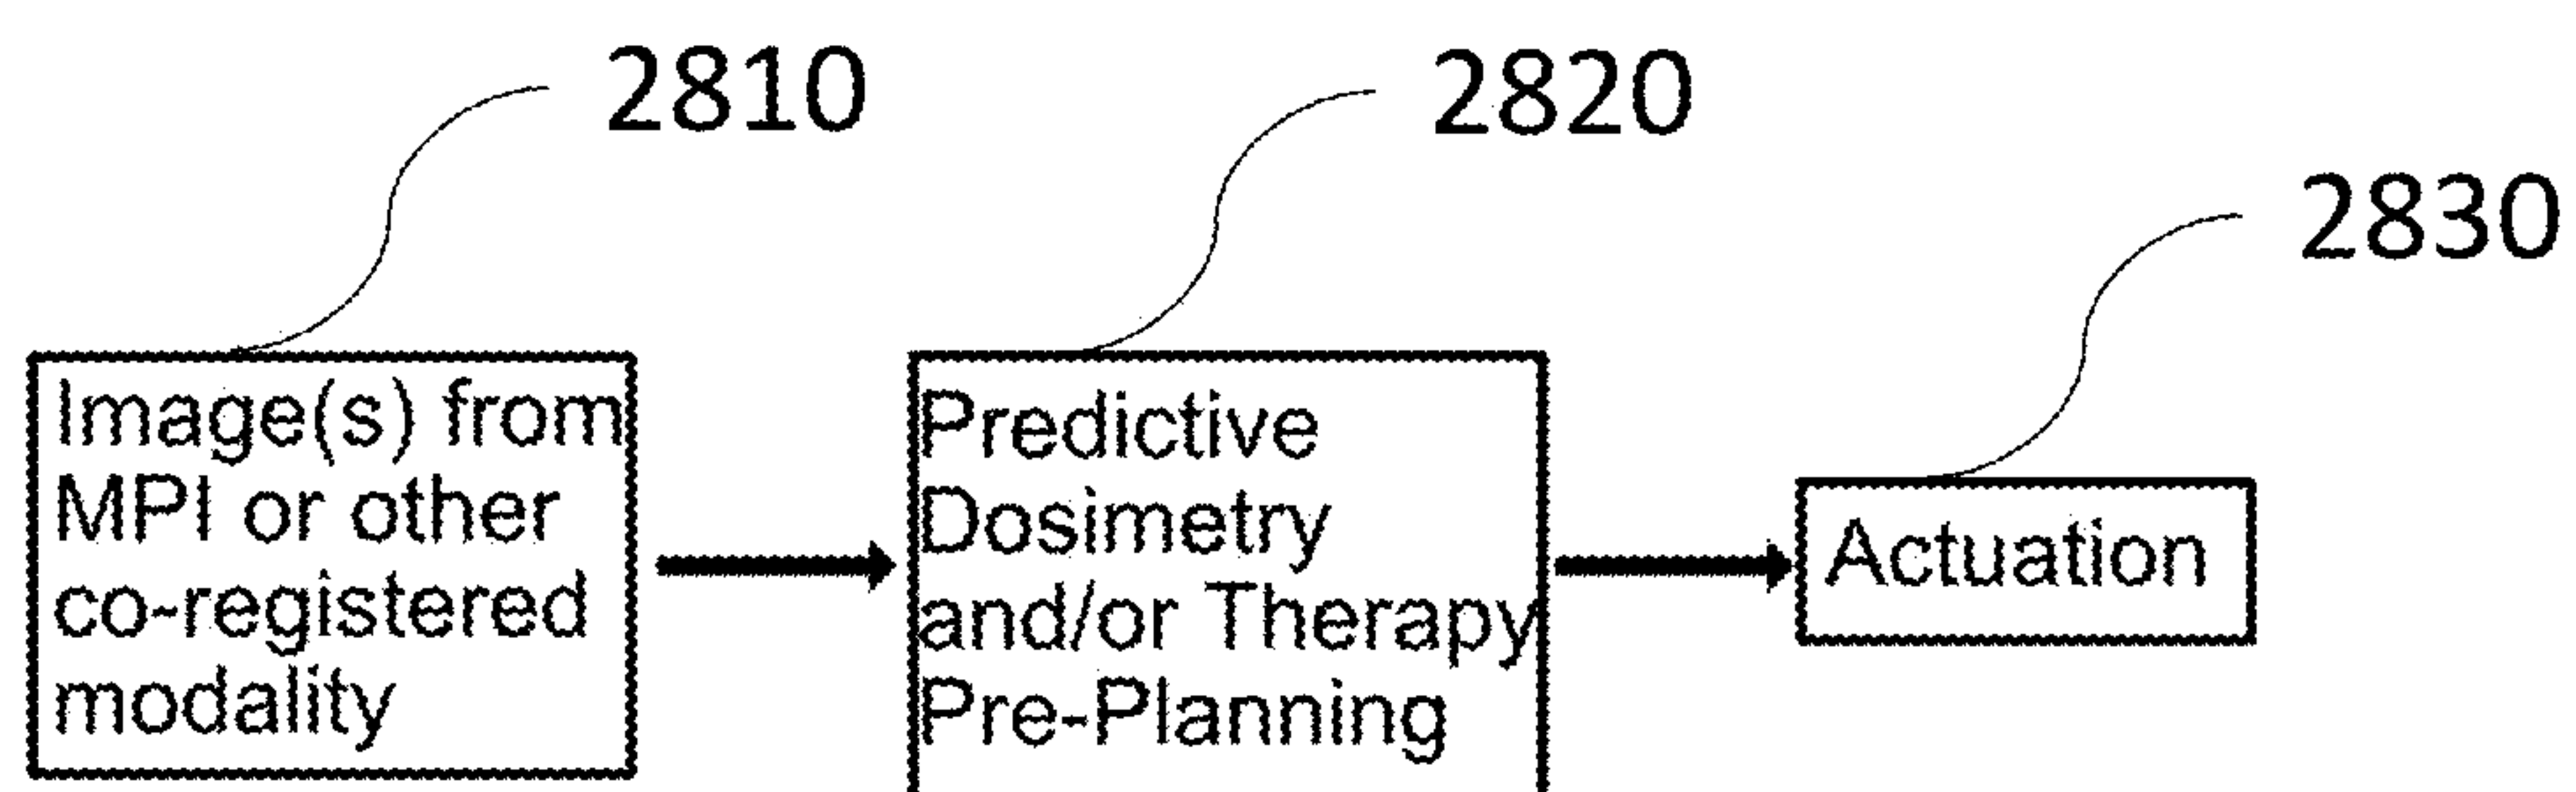 2810
2820
2830
Image(s) from
MPI or other
co-registered
modality
Predictive
Dosimetry
and/or Therapy
Pre-Planning
Actuation